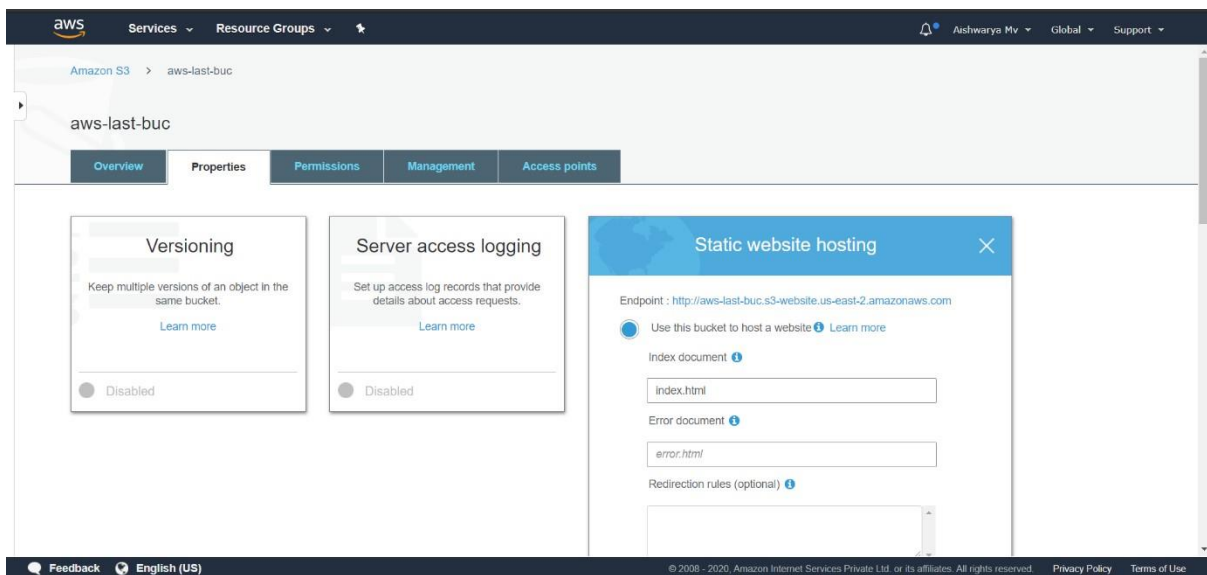 aws
Services
Resource Groups
Aishwarya Mv
Global
Support
Amazon S3 > aws-last-buc
aws-last-buc
Overview
Properties
Permissions
Management
Access points
Versioning
Keep multiple versions of an object in the
same bucket.
Learn more
Disabled
Server access logging
Set up access log records that provide
details about access requests.
Learn more
Disabled
Static website hosting
Endpoint : http://aws-last-buc.s3-website.us-east-2.amazonaws.com
Use this bucket to host a website Learn more
Index document
index.html
Error document
error.html
Redirection rules (optional)
Feedback
English (US)
© 2008 - 2020, Amazon Internet Services Private Ltd. or its affiliates. All rights reserved.
Privacy Policy
Terms of Use